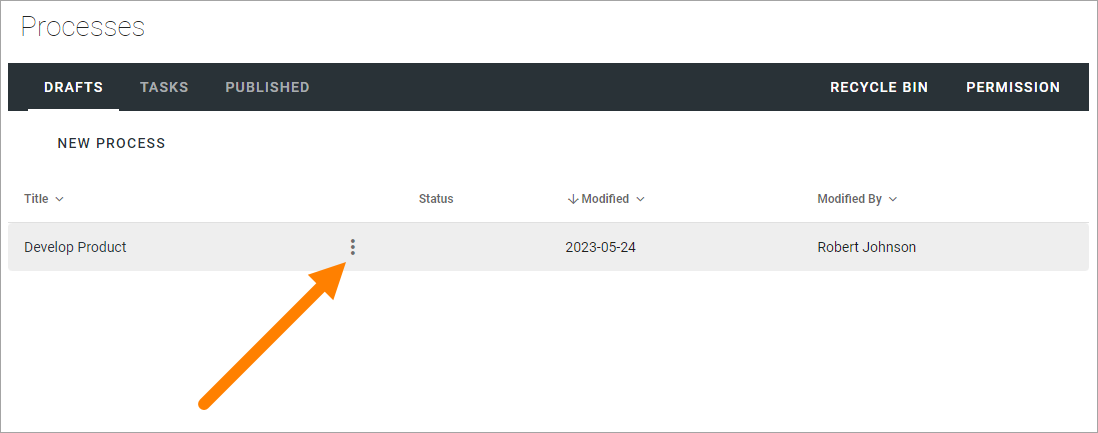 Processes
DRAFTS TASKS PUBLISHED RECYCLE BIN PERMISSION
NEW PROCESS
Title Status Modified Modified By
Develop Product 2023-05-24 Robert Johnson